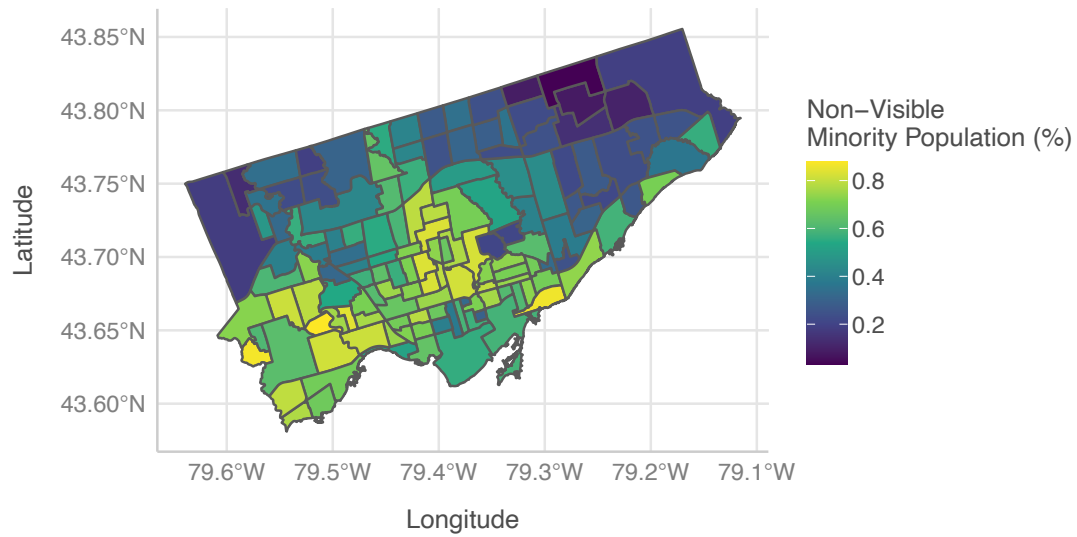 43.85°N
43.80°N
43.75°N
43.70°N
43.65°N
43.60°N
Latitude
79.6°W 79.5°W 79.4°W 79.3°W 79.2°W 79.1°W
Longitude
Non−Visible
Minority Population (%)
0.8
0.6
0.4
0.2